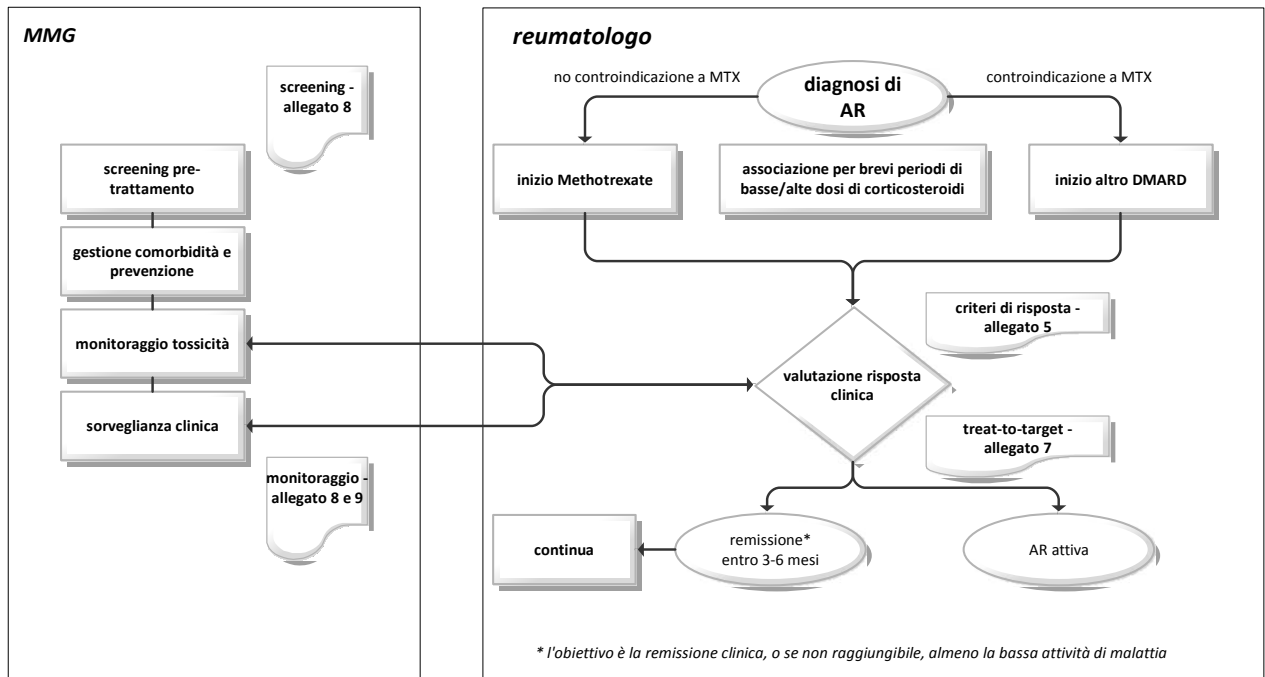 MMG
screening -
allegato 8
screening pre-
trattamento
gestione comorbidità e
prevenzione
monitoraggio tossicità
sorveglianza clinica
monitoraggio -
allegato 8 e 9
reumatologo
no controindicazione a MTX
diagnosi di
AR
controindicazione a MTX
inizio Methotrexate
associazione per brevi periodi di
basse/alte dosi di corticosteroidi
inizio altro DMARD
criteri di risposta -
allegato 5
valutazione risposta
clinica
treat-to-target -
allegato 7
continua
remissione*
entro 3-6 mesi
AR attiva
* l'obiettivo è la remissione clinica, o se non raggiungibile, almeno la bassa attività di malattia